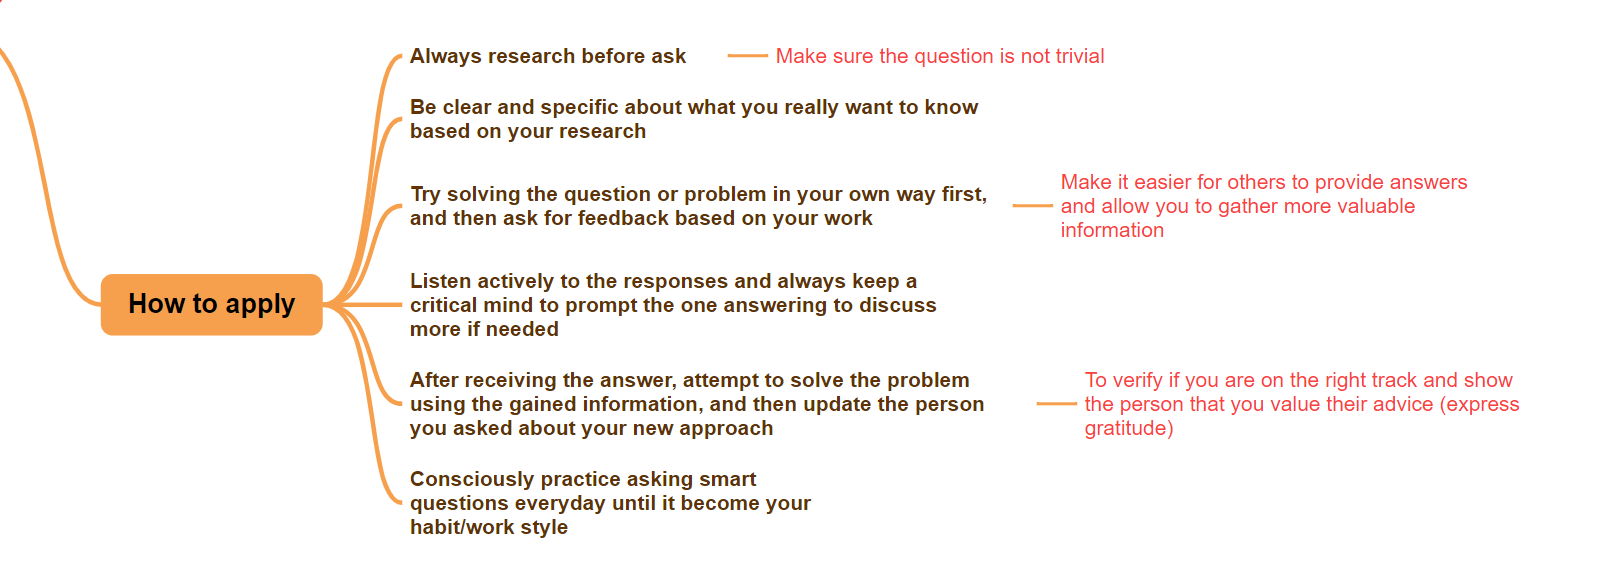 Always research before ask
Make sure the question is not trivial
Be clear and specific about what you really want to know
based on your research
Try solving the question or problem in your own way first,
and then ask for feedback based on your work
Make it easier for others to provide answers
and allow you to gather more valuable
information
How to apply
Listen actively to the responses and always keep a
critical mind to prompt the one answering to discuss
more if needed
After receiving the answer, attempt to solve the problem
using the gained information, and then update the person
you asked about your new approach
To verify if you are on the right track and show
the person that you value their advice (express
gratitude)
Consciously practice asking smart
questions everyday until it become your
habit/work style